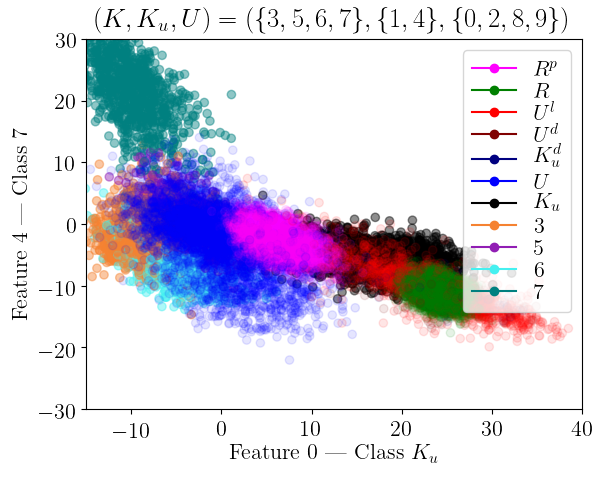 (K, K_u, U) = ({3, 5, 6, 7}, {1, 4}, {0, 2, 8, 9})
30
20
10
0
−10
−20
−30
Feature 4 — Class 7
R^p
R
U^l
U^d
K_u^d
U
K_u
3
5
6
7
−10
0
10
20
30
40
Feature 0 — Class K_u